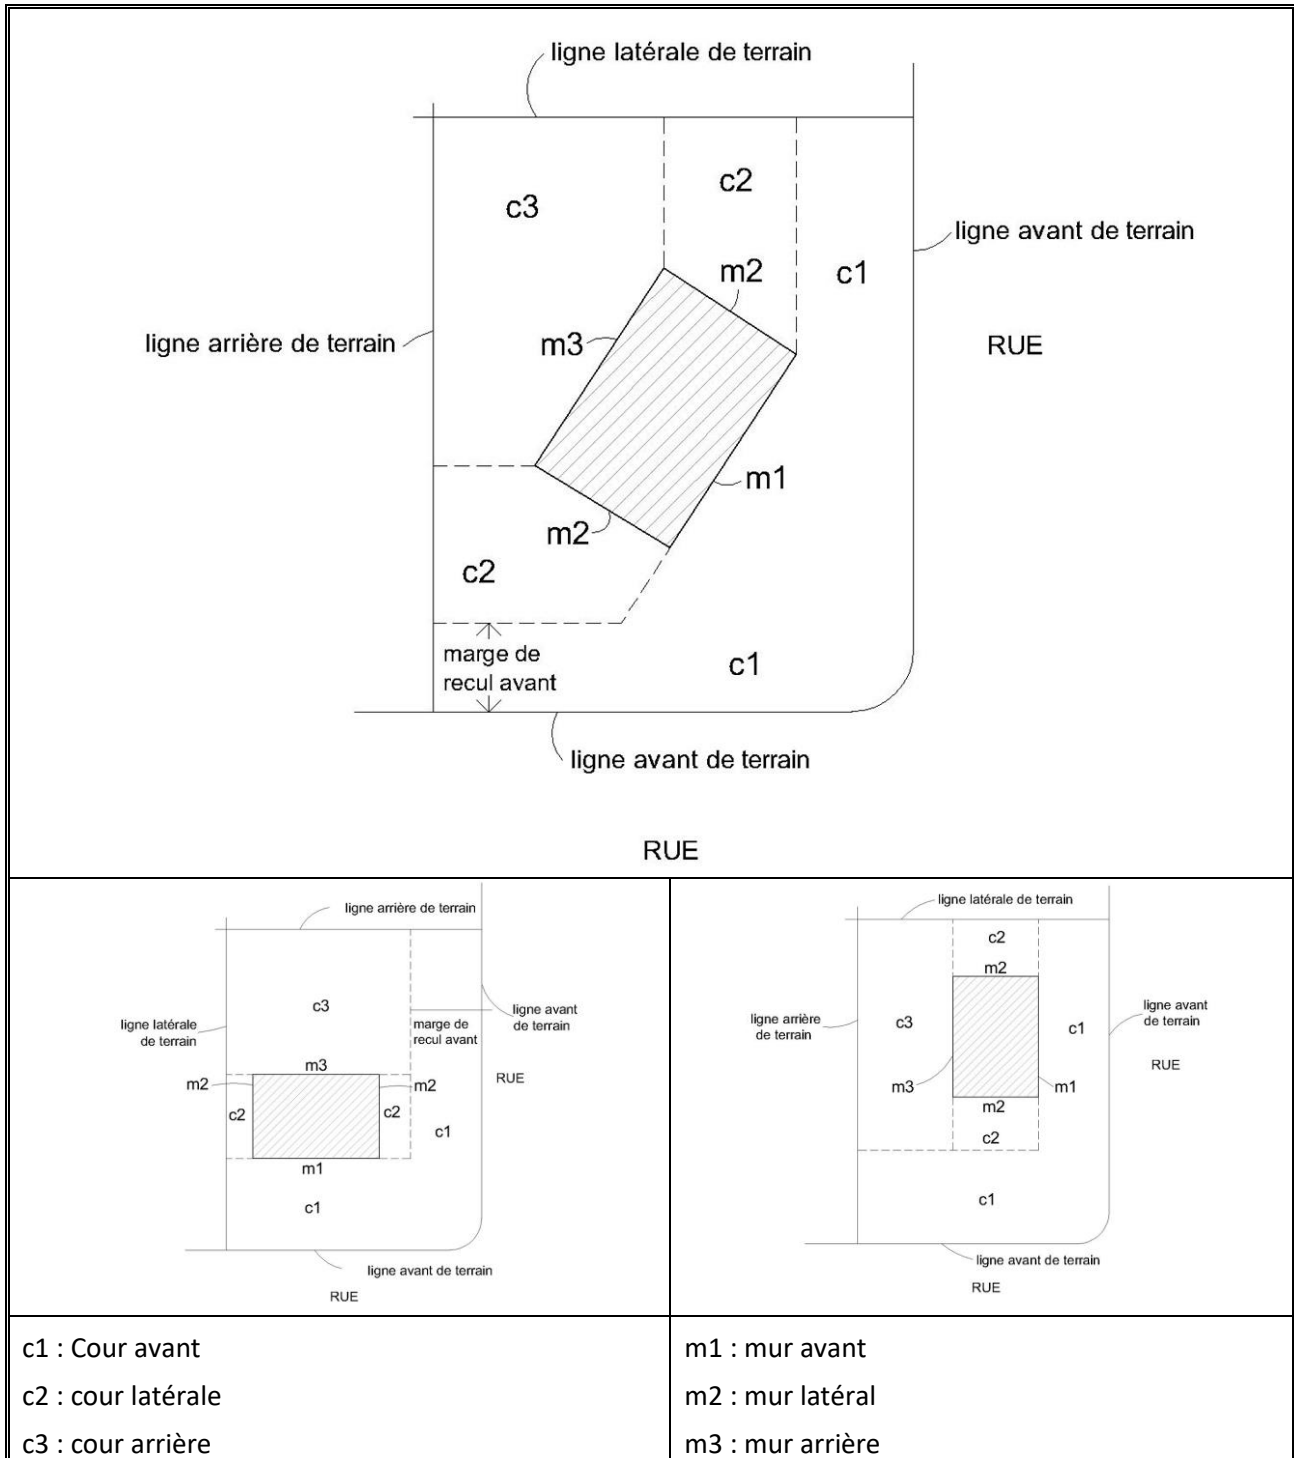 ligne latérale de terrain
c2
c3
ligne avant de terrain
m2
c1
ligne arrière de terrain
m3
RUE
m1
m2
c2
marge de
recul avant
c1
ligne avant de terrain
RUE
ligne arrière de terrain
c3
ligne avant
de terrain
ligne latérale
de terrain
marge de
recul avant
m3
m2
m2
RUE
c2
c2
c1
m1
c1
ligne avant de terrain
RUE
ligne latérale de terrain
c2
m2
ligne avant
de terrain
ligne arrière
de terrain
c3
c1
RUE
m3
m1
m2
c2
c1
ligne avant de terrain
RUE
c1 : Cour avant
c2 : cour latérale
c3 : cour arrière
m1 : mur avant
m2 : mur latéral
m3 : mur arrière